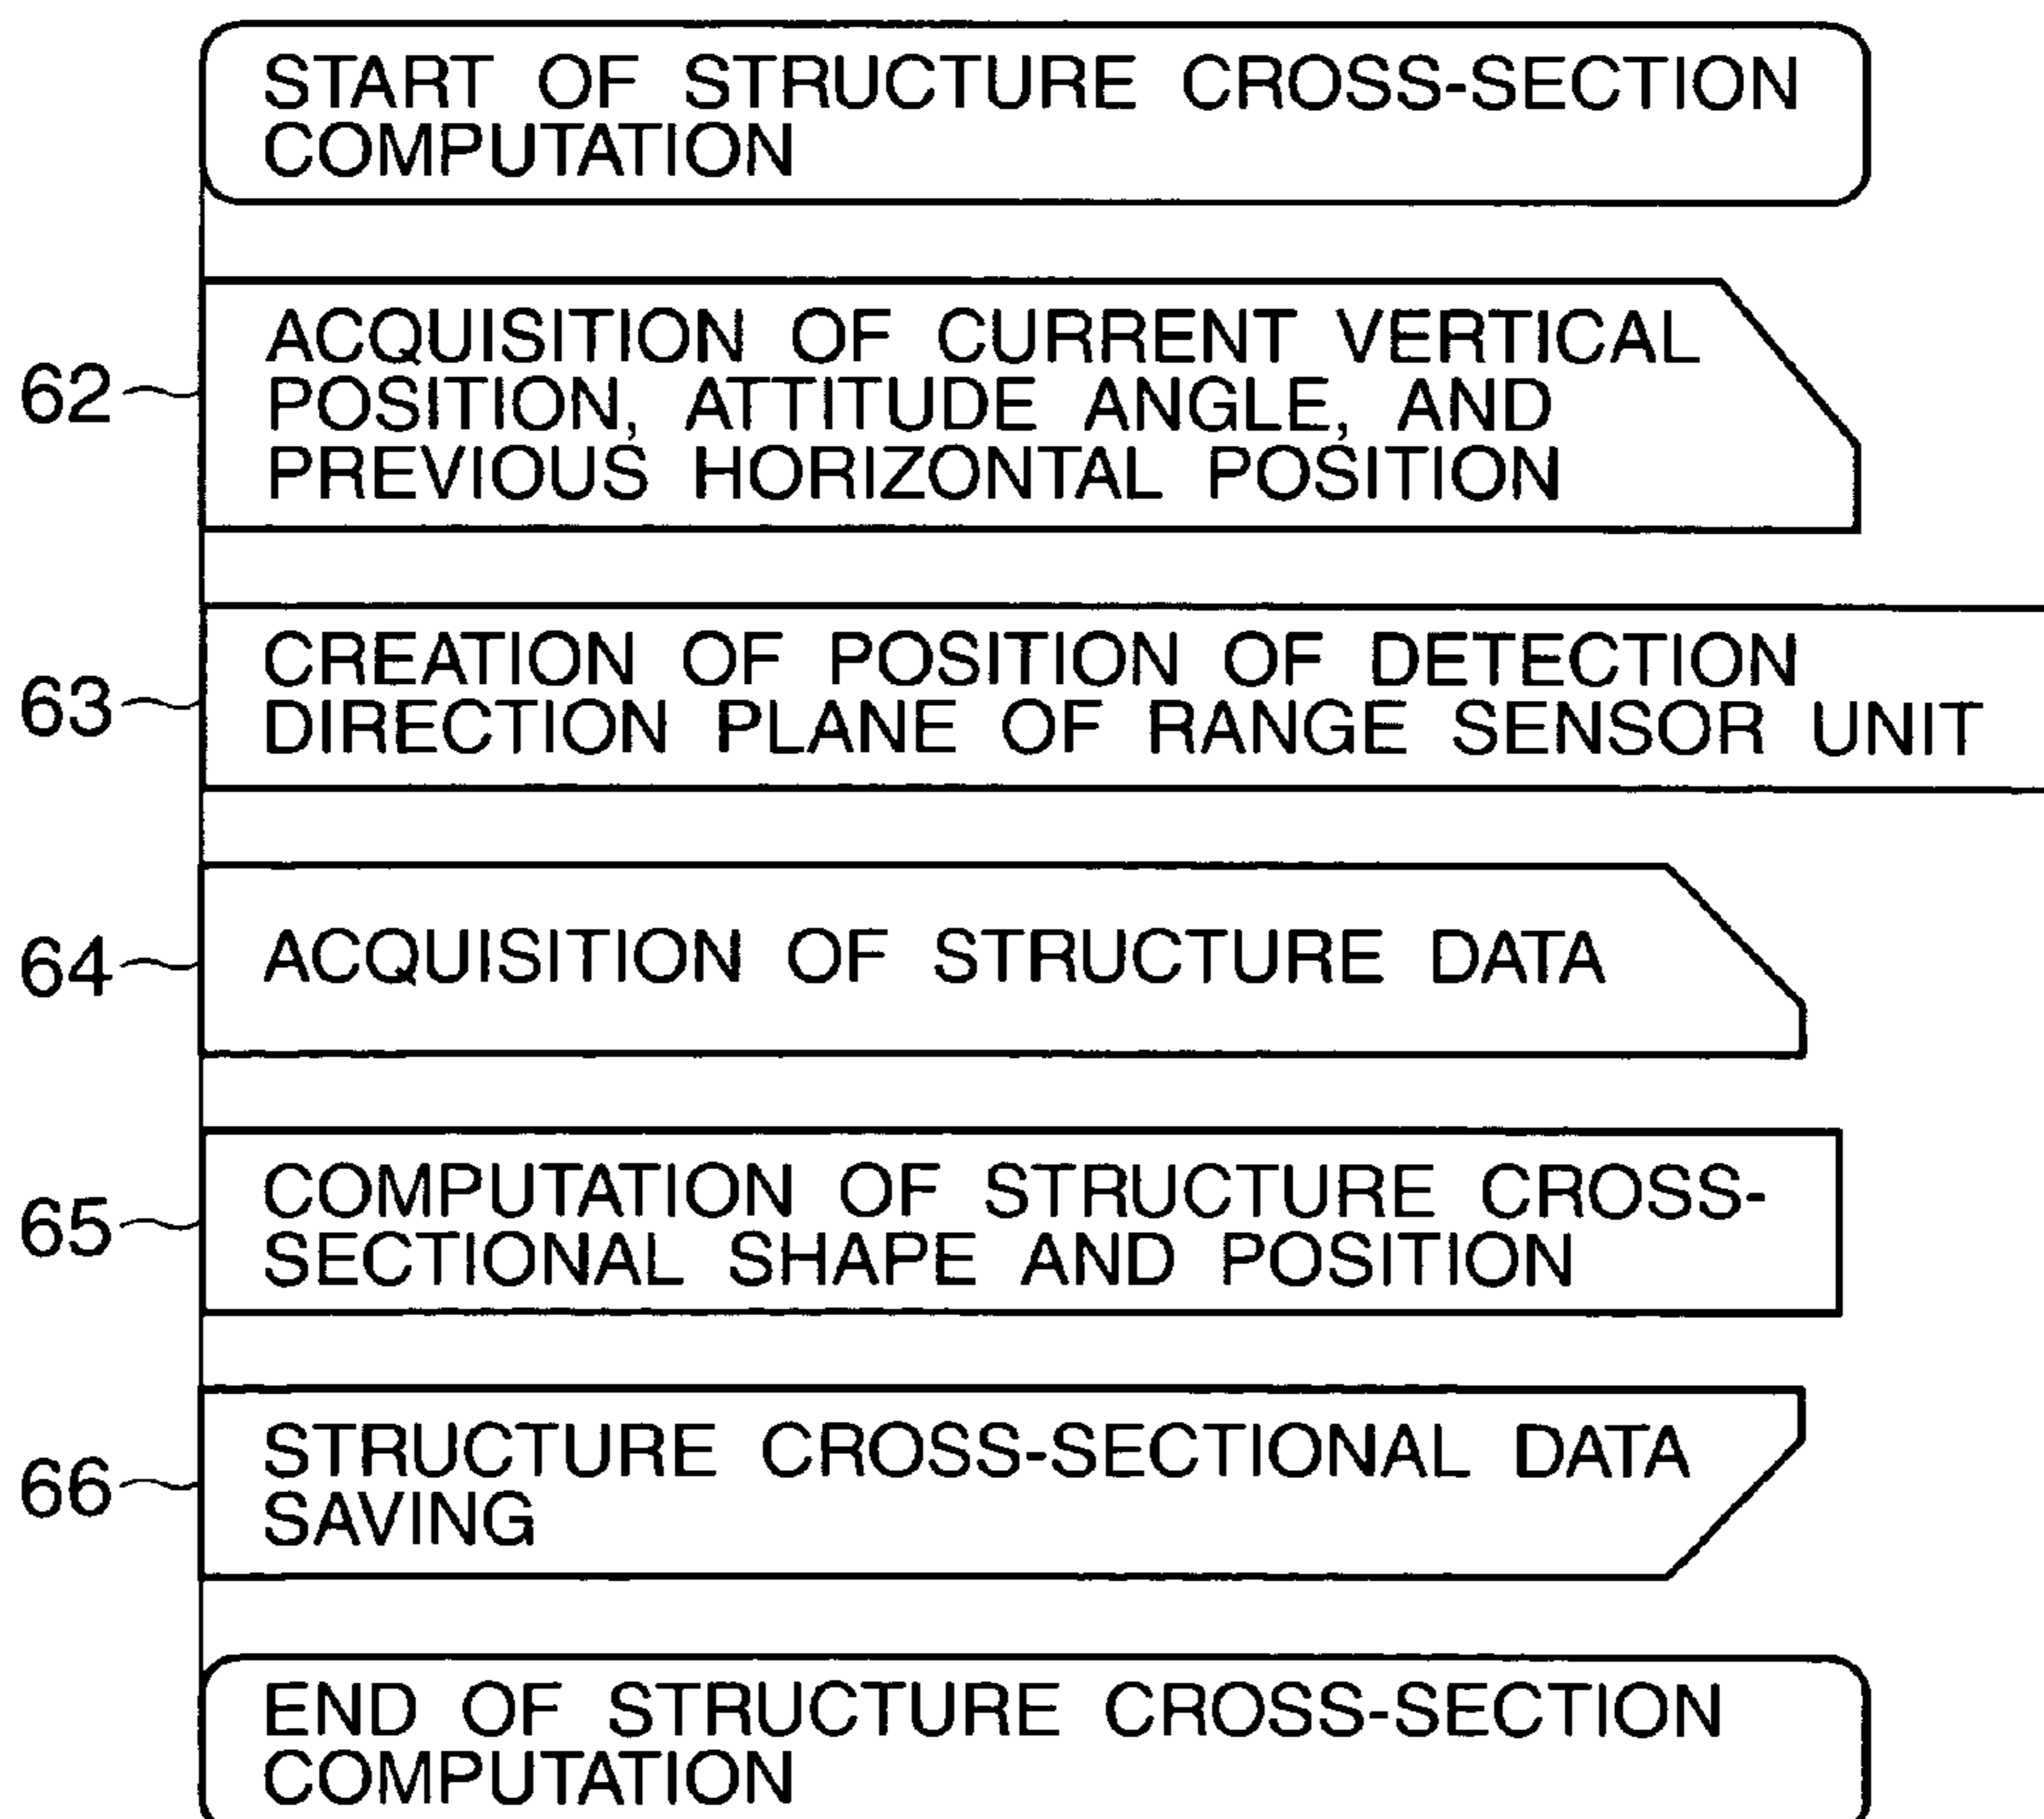 START OF STRUCTURE CROSS-SECTION
COMPUTATION
62
ACQUISITION OF CURRENT VERTICAL
POSITION, ATTITUDE ANGLE, AND
PREVIOUS HORIZONTAL POSITION
63
CREATION OF POSITION OF DETECTION
DIRECTION PLANE OF RANGE SENSOR UNIT
64
ACQUISITION OF STRUCTURE DATA
65
COMPUTATION OF STRUCTURE CROSS-
SECTIONAL SHAPE AND POSITION
66
STRUCTURE CROSS-SECTIONAL DATA
SAVING
END OF STRUCTURE CROSS-SECTION
COMPUTATION